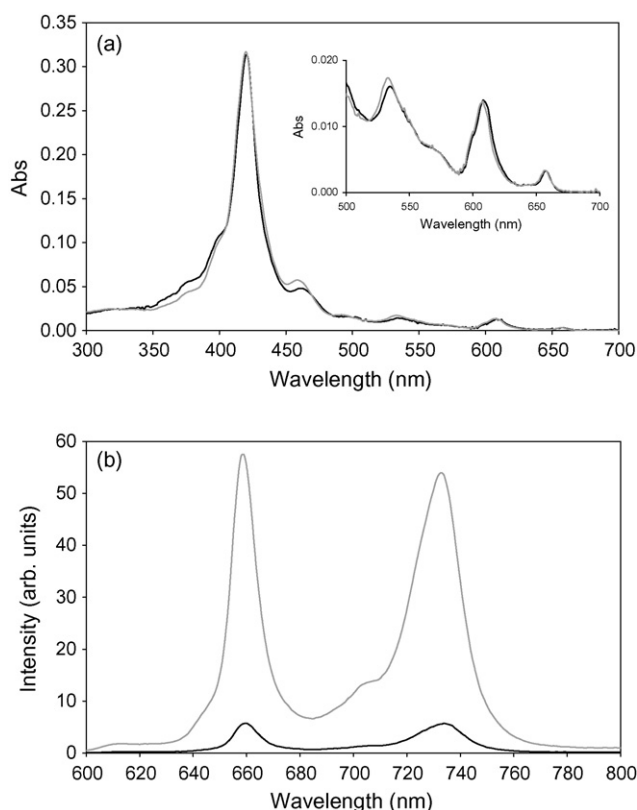 (a)
0.35
0.30
0.25
0.20
0.15
0.10
0.05
0.00
Abs
300 350 400 450 500 550 600 650 700
Wavelength (nm)
0.020
0.010
0.000
Abs
500 550 600 650 700
Wavelength (nm)
(b)
60
50
40
30
20
10
0
Intensity (arb. units)
600 620 640 660 680 700 720 740 760 780 800
Wavelength (nm)